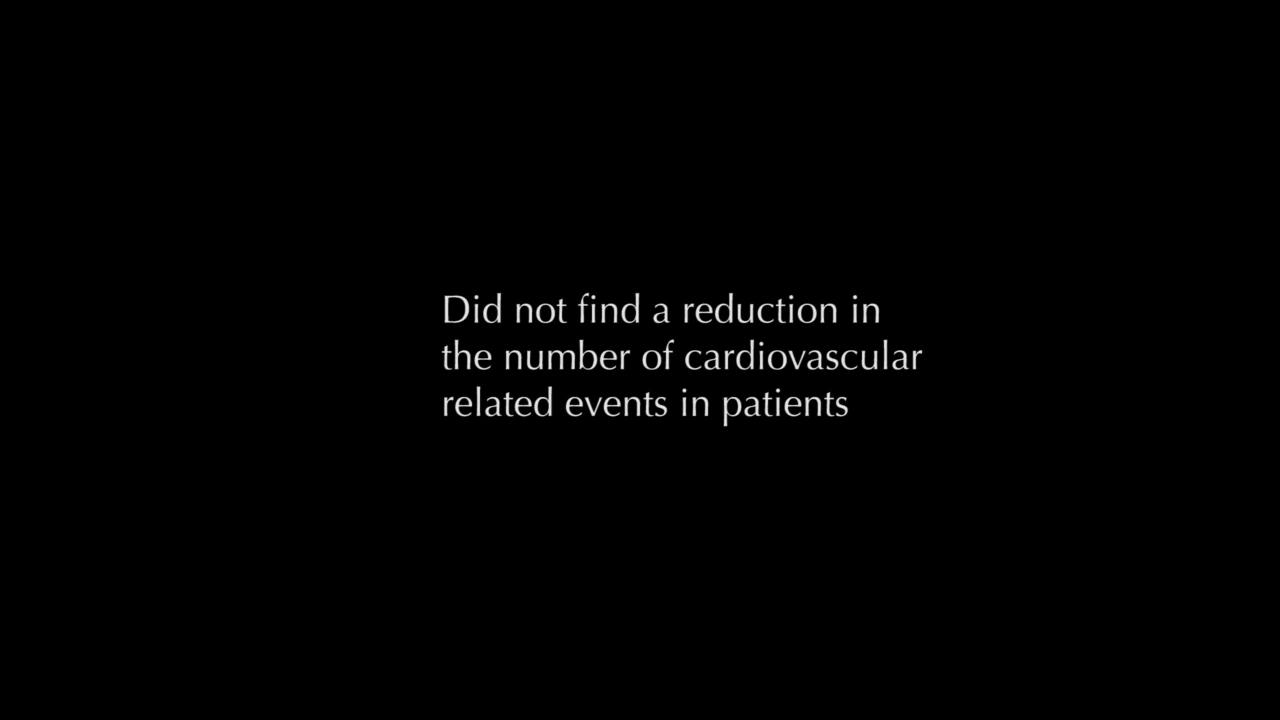 Did not find a reduction in
the number of cardiovascular
related events in patients